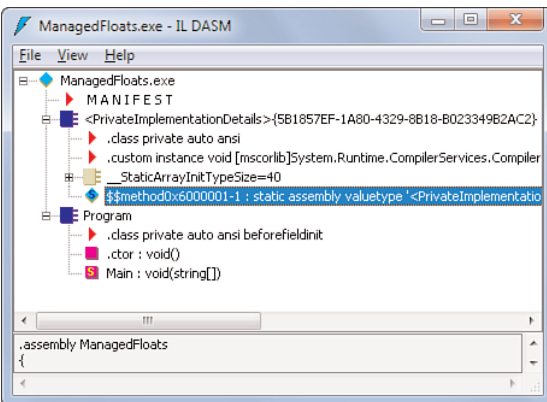 ManagedFloats.exe - IL DASM
File View Help
ManagedFloats.exe
MANIFEST
<PrivateImplementationDetails>{5B1857EF-1A80-4329-8B18-B023349B2AC2}
.class private auto ansi
.custom instance void [mscorlib]System.Runtime.CompilerServices.Compiler
__StaticArrayInitTypeSize=40
$$method0x6000001-1 : static assembly valuetype '<PrivateImplementatio
Program
.class private auto ansi beforefieldinit
.ctor : void()
S Main : void(string[])
.assembly ManagedFloats
{